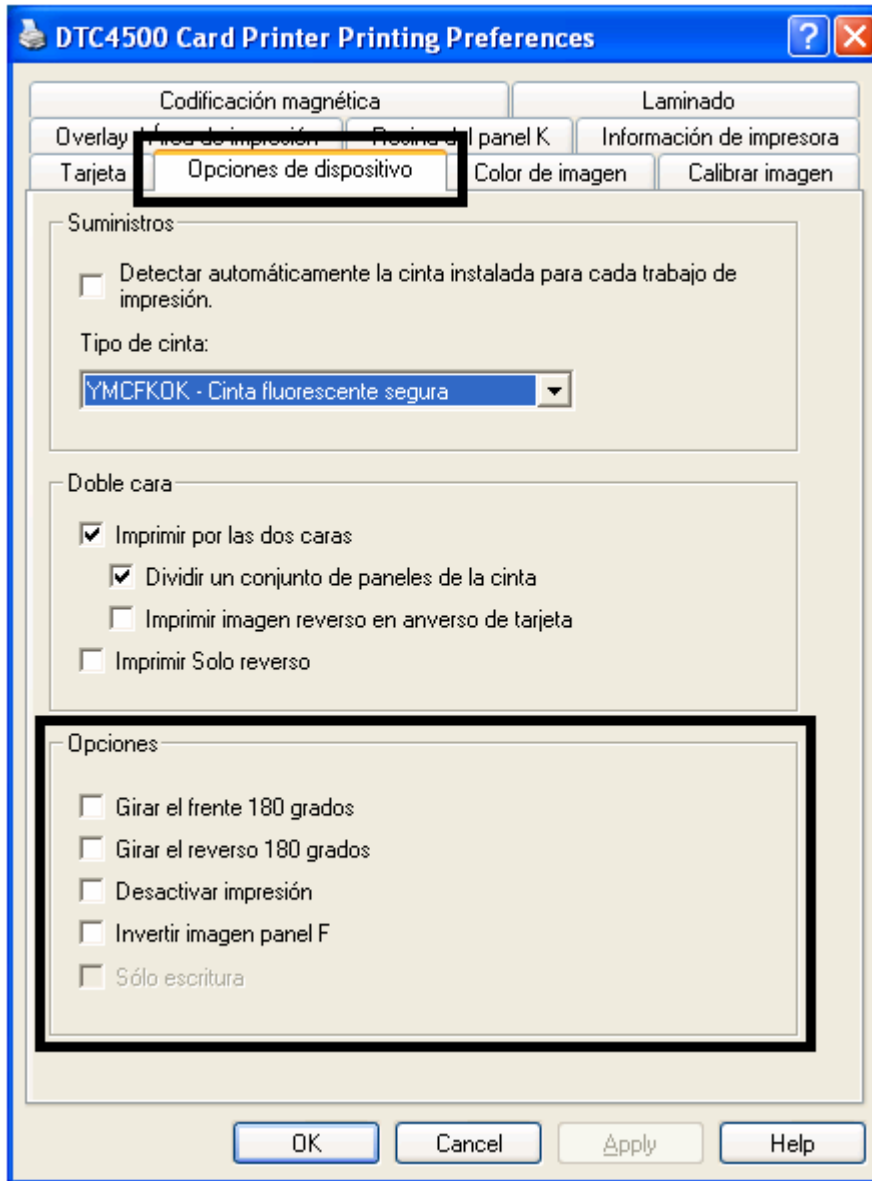 DTC4500 Card Printer Printing Preferences
Codificación magnética
Laminado
Overlay / Área de impresión
Resina del panel K
Información de impresora
Tarjeta
Opciones de dispositivo
Color de imagen
Calibrar imagen
Suministros
Detectar automáticamente la cinta instalada para cada trabajo de
impresión.
Tipo de cinta:
YMCFKOK - Cinta fluorescente segura
Doble cara
Imprimir por las dos caras
Dividir un conjunto de paneles de la cinta
Imprimir imagen reverso en anverso de tarjeta
Imprimir Solo reverso
Opciones
Girar el frente 180 grados
Girar el reverso 180 grados
Desactivar impresión
Invertir imagen panel F
Sólo escritura
OK
Cancel
Apply
Help